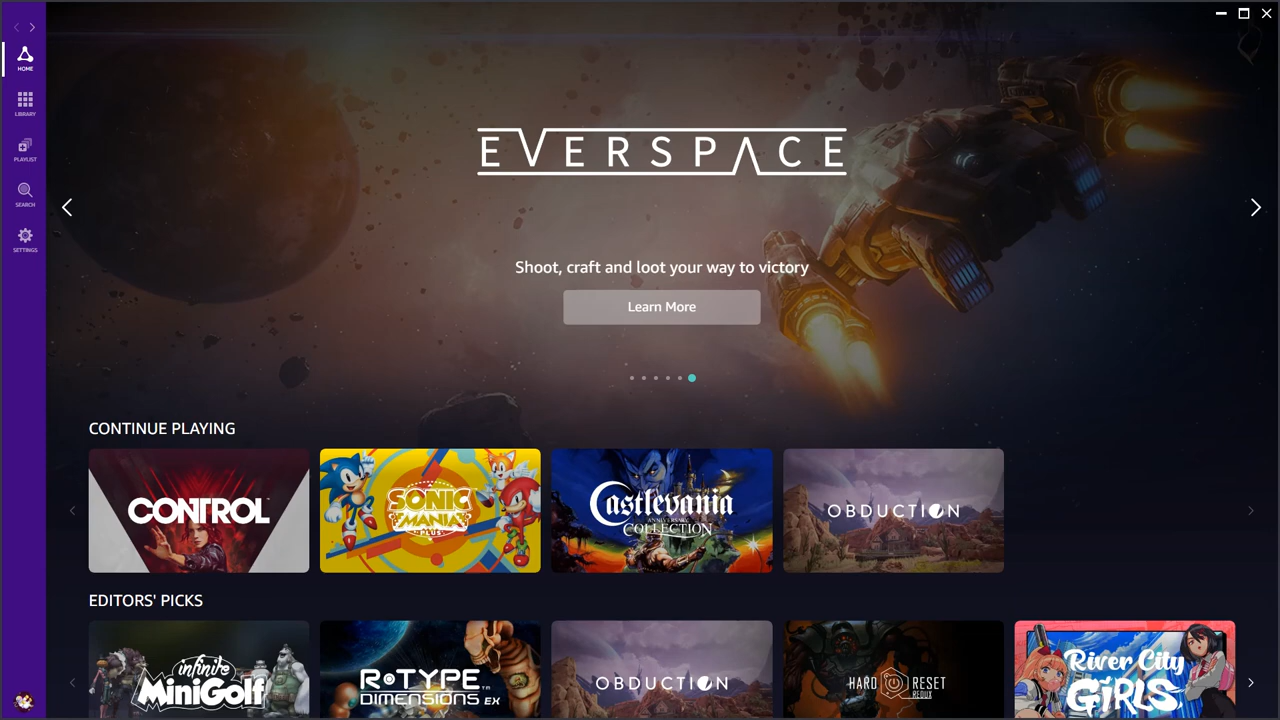 HOME
LIBRARY
PLAYLIST
SEARCH
SETTINGS
EVERSPACE
Shoot, craft and loot your way to victory
Learn More
CONTINUE PLAYING
CONTROL
SONIC
MANIA
PLUS
Castlevania
ANNIVERSARY
COLLECTION
OBDUCTION
EDITORS' PICKS
infinite
MiniGolf
R-TYPE™
DIMENSIONS EX
OBDUCTION
HARD RESET
REDUX
River City
GiRLS